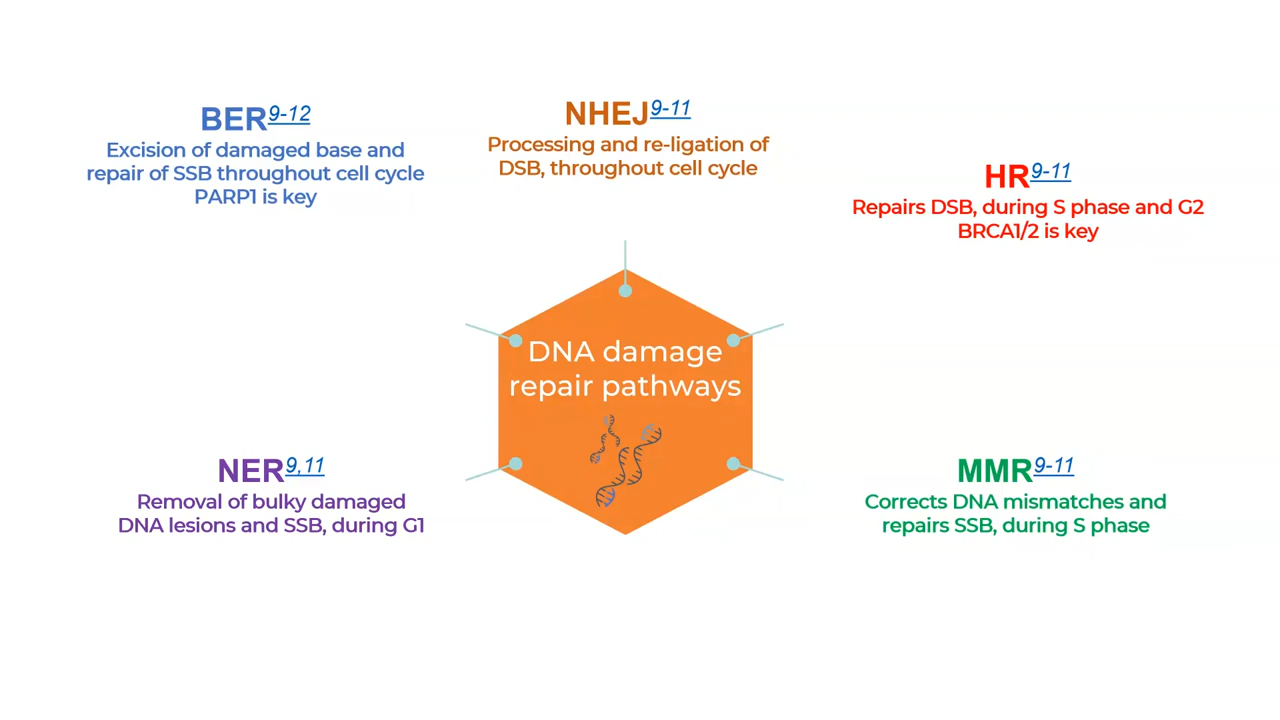 BER9-12
Excision of damaged base and
repair of SSB throughout cell cycle
PARP1 is key
NHEJ9-11
Processing and re-ligation of
DSB, throughout cell cycle
HR9-11
Repairs DSB, during S phase and G2
BRCA1/2 is key
DNA damage
repair pathways
NER9,11
Removal of bulky damaged
DNA lesions and SSB, during G1
MMR9-11
Corrects DNA mismatches and
repairs SSB, during S phase